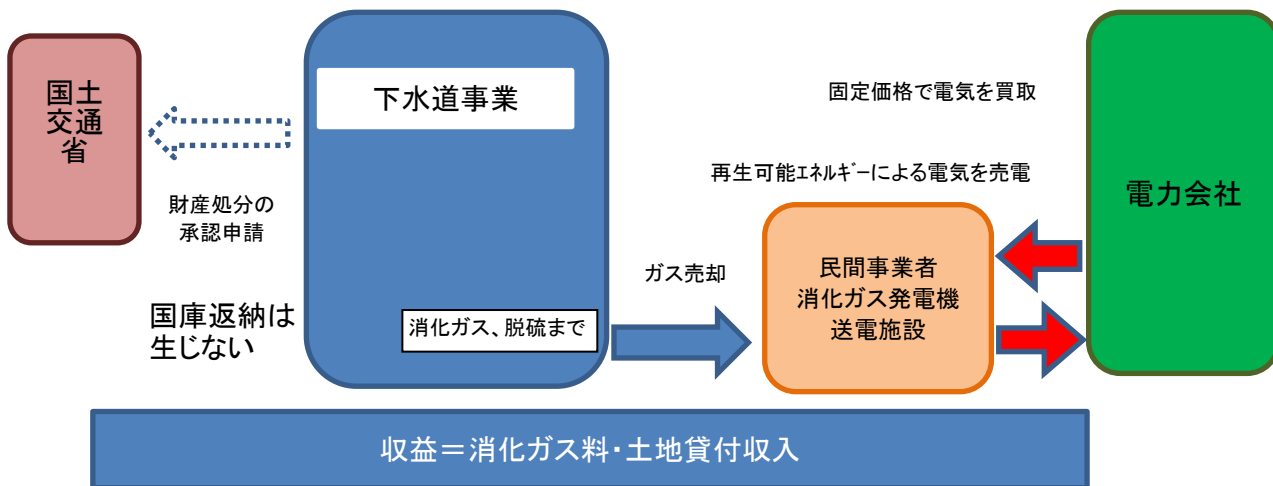 国土
交通
省
下水道事業
財産処分の
承認申請
国庫返納は
生じない
消化ガス、脱硫まで
ガス売却
固定価格で電気を買取
再生可能ｴﾈﾙｷﾞｰによる電気を売電
民間事業者
消化ガス発電機
送電施設
電力会社
収益＝消化ガス料・土地貸付収入